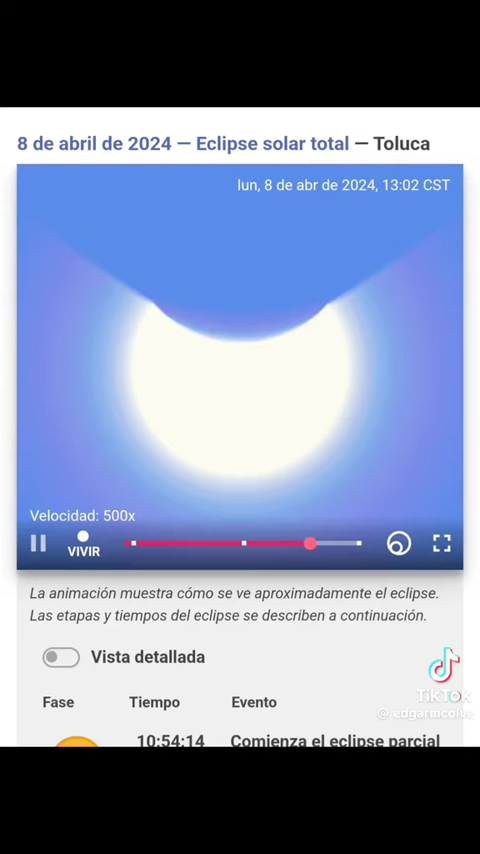 8 de abril de 2024 — Eclipse solar total — Toluca
lun, 8 de abr de 2024, 13:02 CST
Velocidad: 500x
VIVIR
La animación muestra cómo se ve aproximadamente el eclipse.
Las etapas y tiempos del eclipse se describen a continuación.
Vista detallada
Fase Tiempo Evento
TikTok
10:54:14 Comienza el eclipse parcial